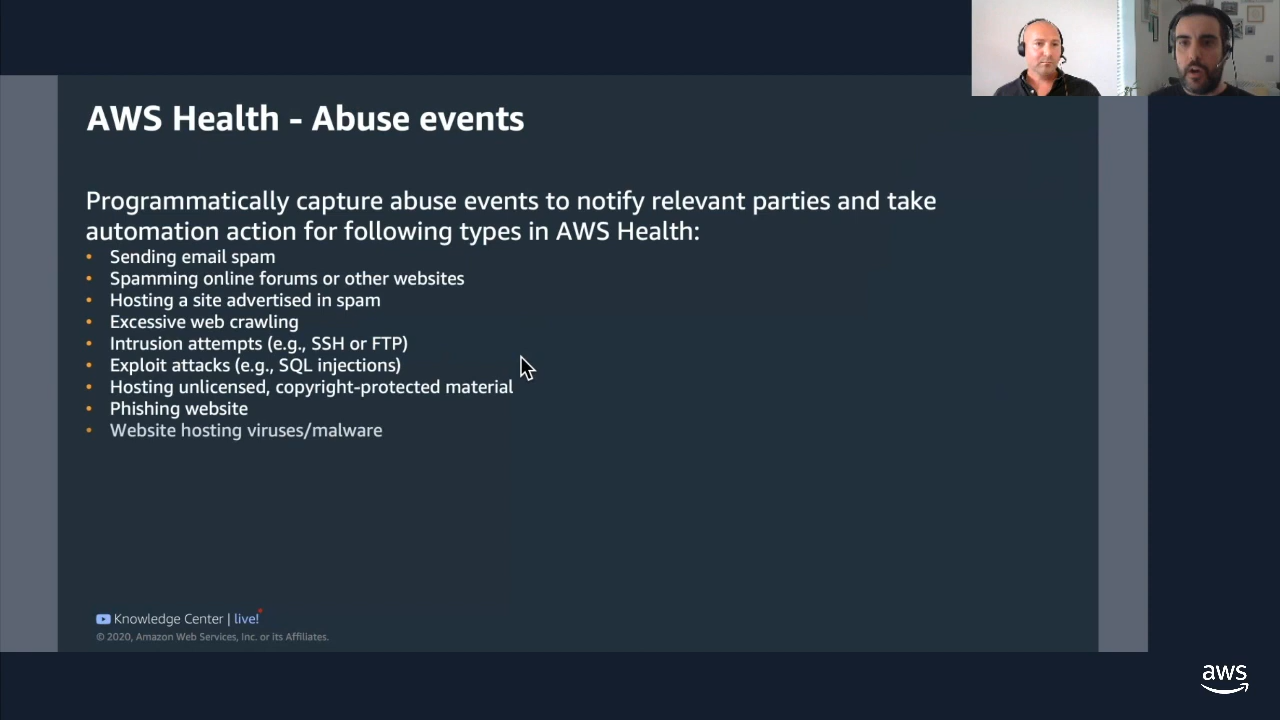 AWS Health - Abuse events
Programmatically capture abuse events to notify relevant parties and take
automation action for following types in AWS Health:
• Sending email spam
• Spamming online forums or other websites
• Hosting a site advertised in spam
• Excessive web crawling
• Intrusion attempts (e.g., SSH or FTP)
• Exploit attacks (e.g., SQL injections)
• Hosting unlicensed, copyright-protected material
• Phishing website
• Website hosting viruses/malware
Knowledge Center | live!
© 2020, Amazon Web Services, Inc. or its Affiliates.
aws